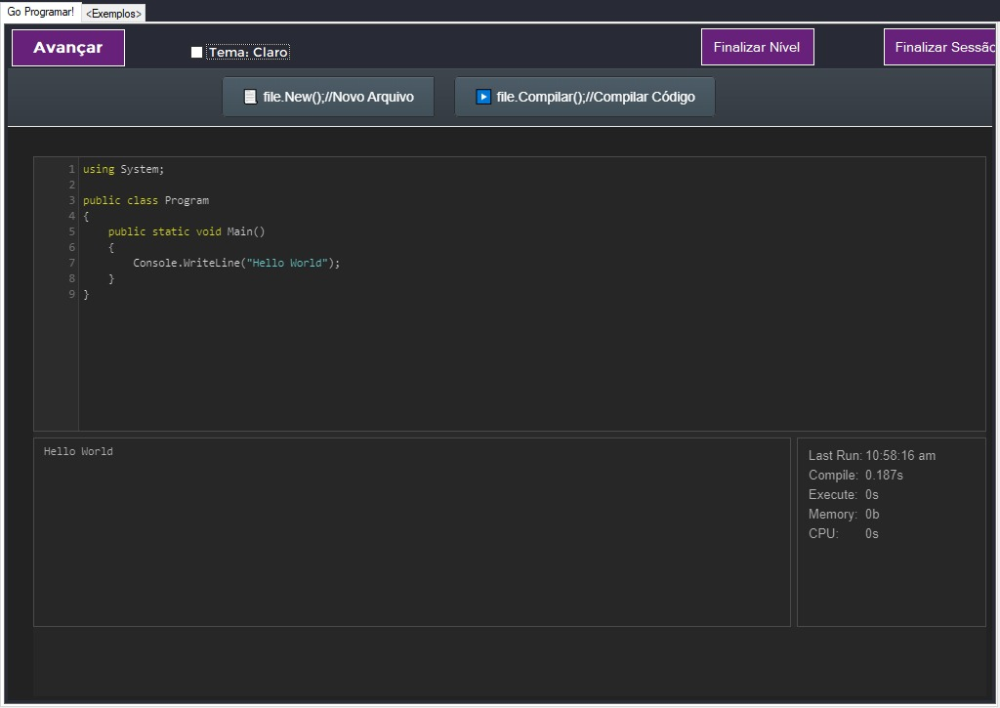 Go Programar! <Exemplos>
Avançar Tema: Claro Finalizar Nível Finalizar Sessão
file.New();//Novo Arquivo file.Compilar();//Compilar Código
1 using System;
2
3 public class Program
4 {
5 public static void Main()
6 {
7 Console.WriteLine("Hello World");
8 }
9 }
Hello World
Last Run: 10:58:16 am
Compile: 0.187s
Execute: 0s
Memory: 0b
CPU: 0s